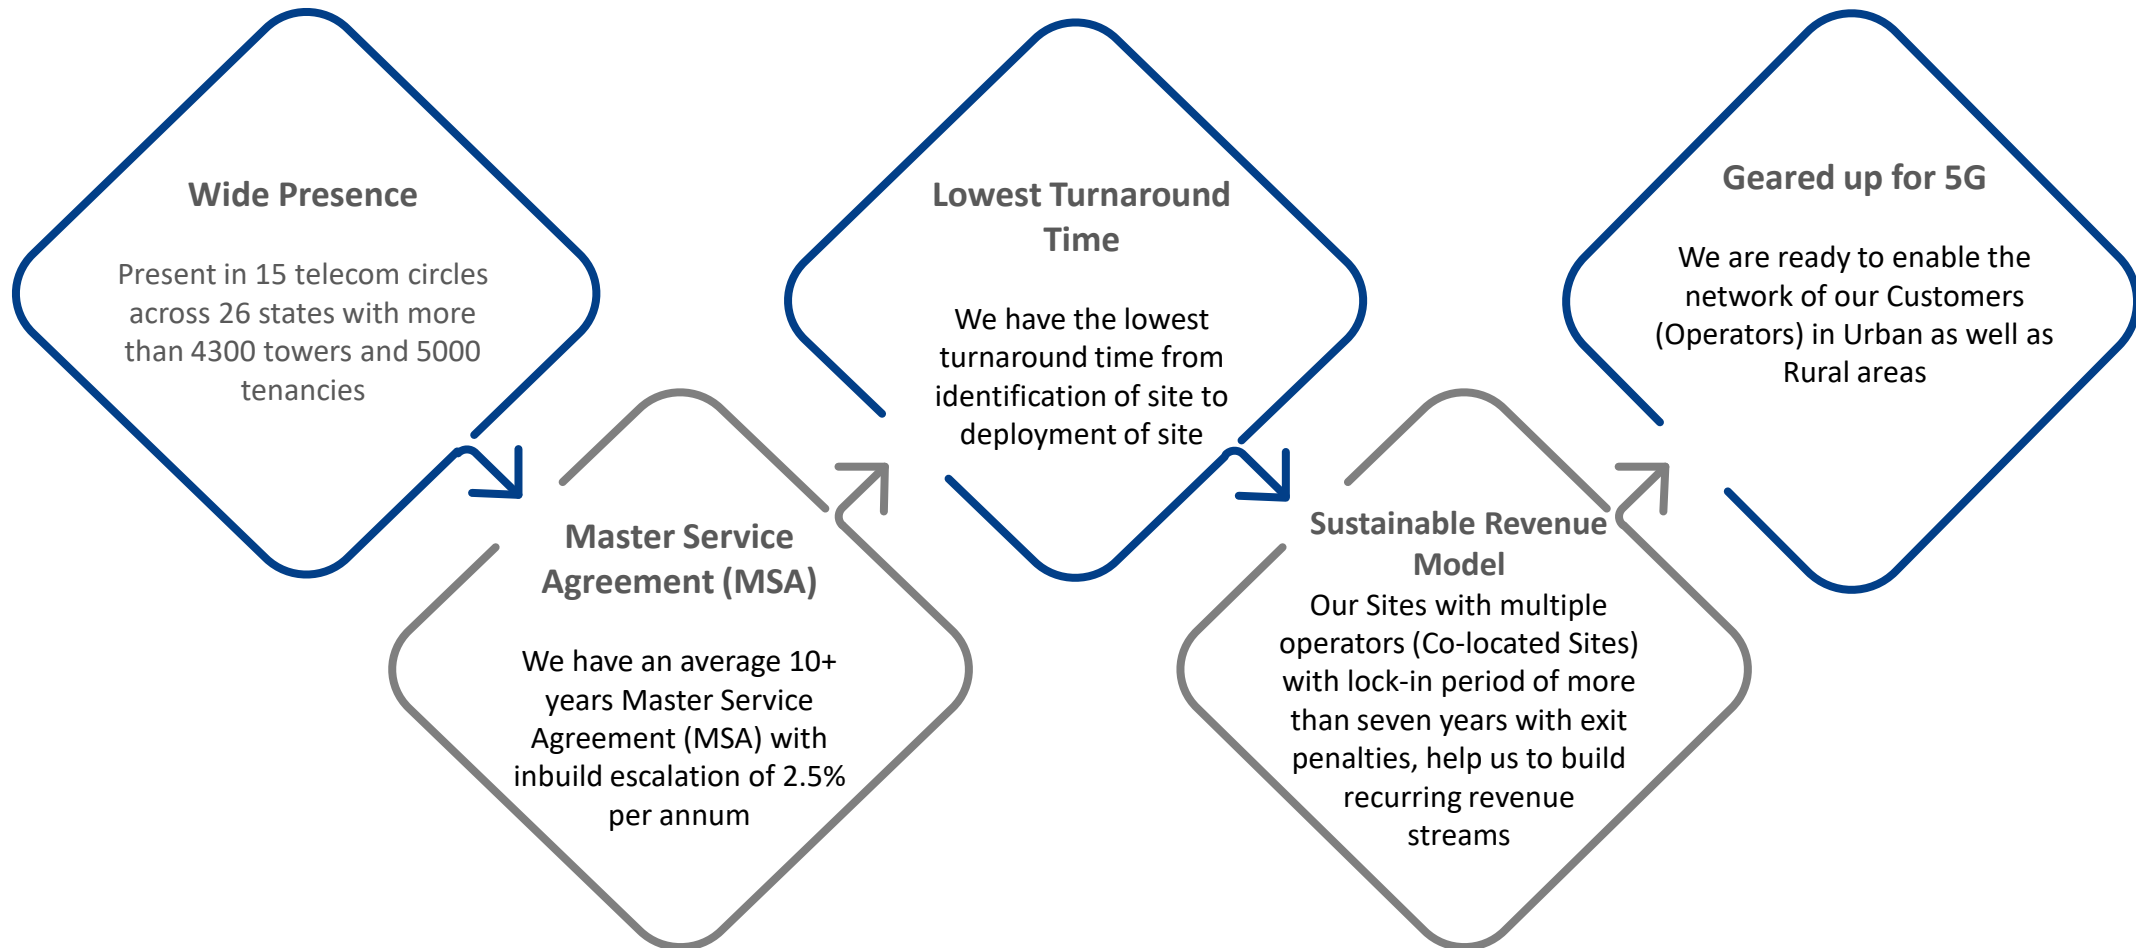 Wide Presence
Present in 15 telecom circles
across 26 states with more
than 4300 towers and 5000
tenancies
Master Service
Agreement (MSA)
We have an average 10+
years Master Service
Agreement (MSA) with
inbuild escalation of 2.5%
per annum
Lowest Turnaround
Time
We have the lowest
turnaround time from
identification of site to
deployment of site
Sustainable Revenue
Model
Our Sites with multiple
operators (Co-located Sites)
with lock-in period of more
than seven years with exit
penalties, help us to build
recurring revenue
streams
Geared up for 5G
We are ready to enable the
network of our Customers
(Operators) in Urban as well as
Rural areas